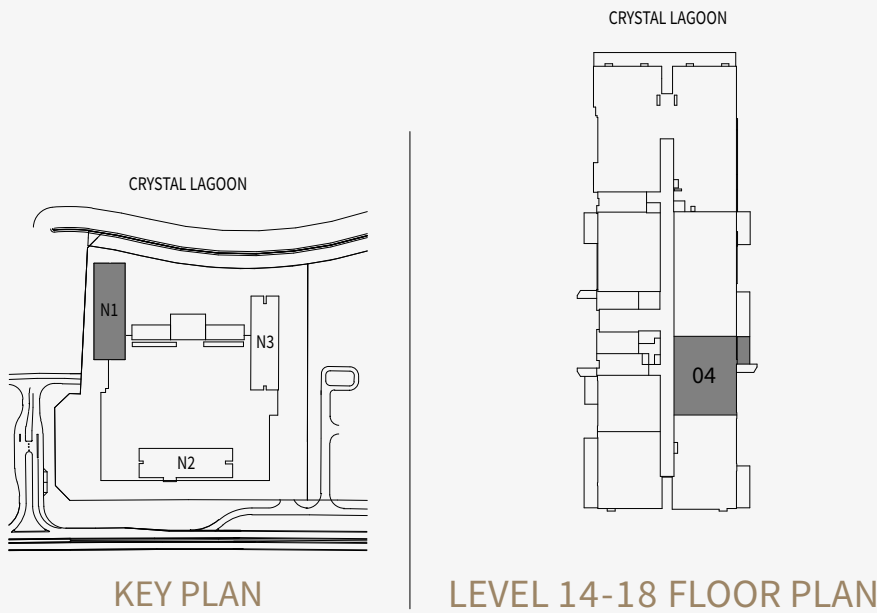 CRYSTAL LAGOON
N1
N3
N2
KEY PLAN
CRYSTAL LAGOON
04
LEVEL 14-18 FLOOR PLAN